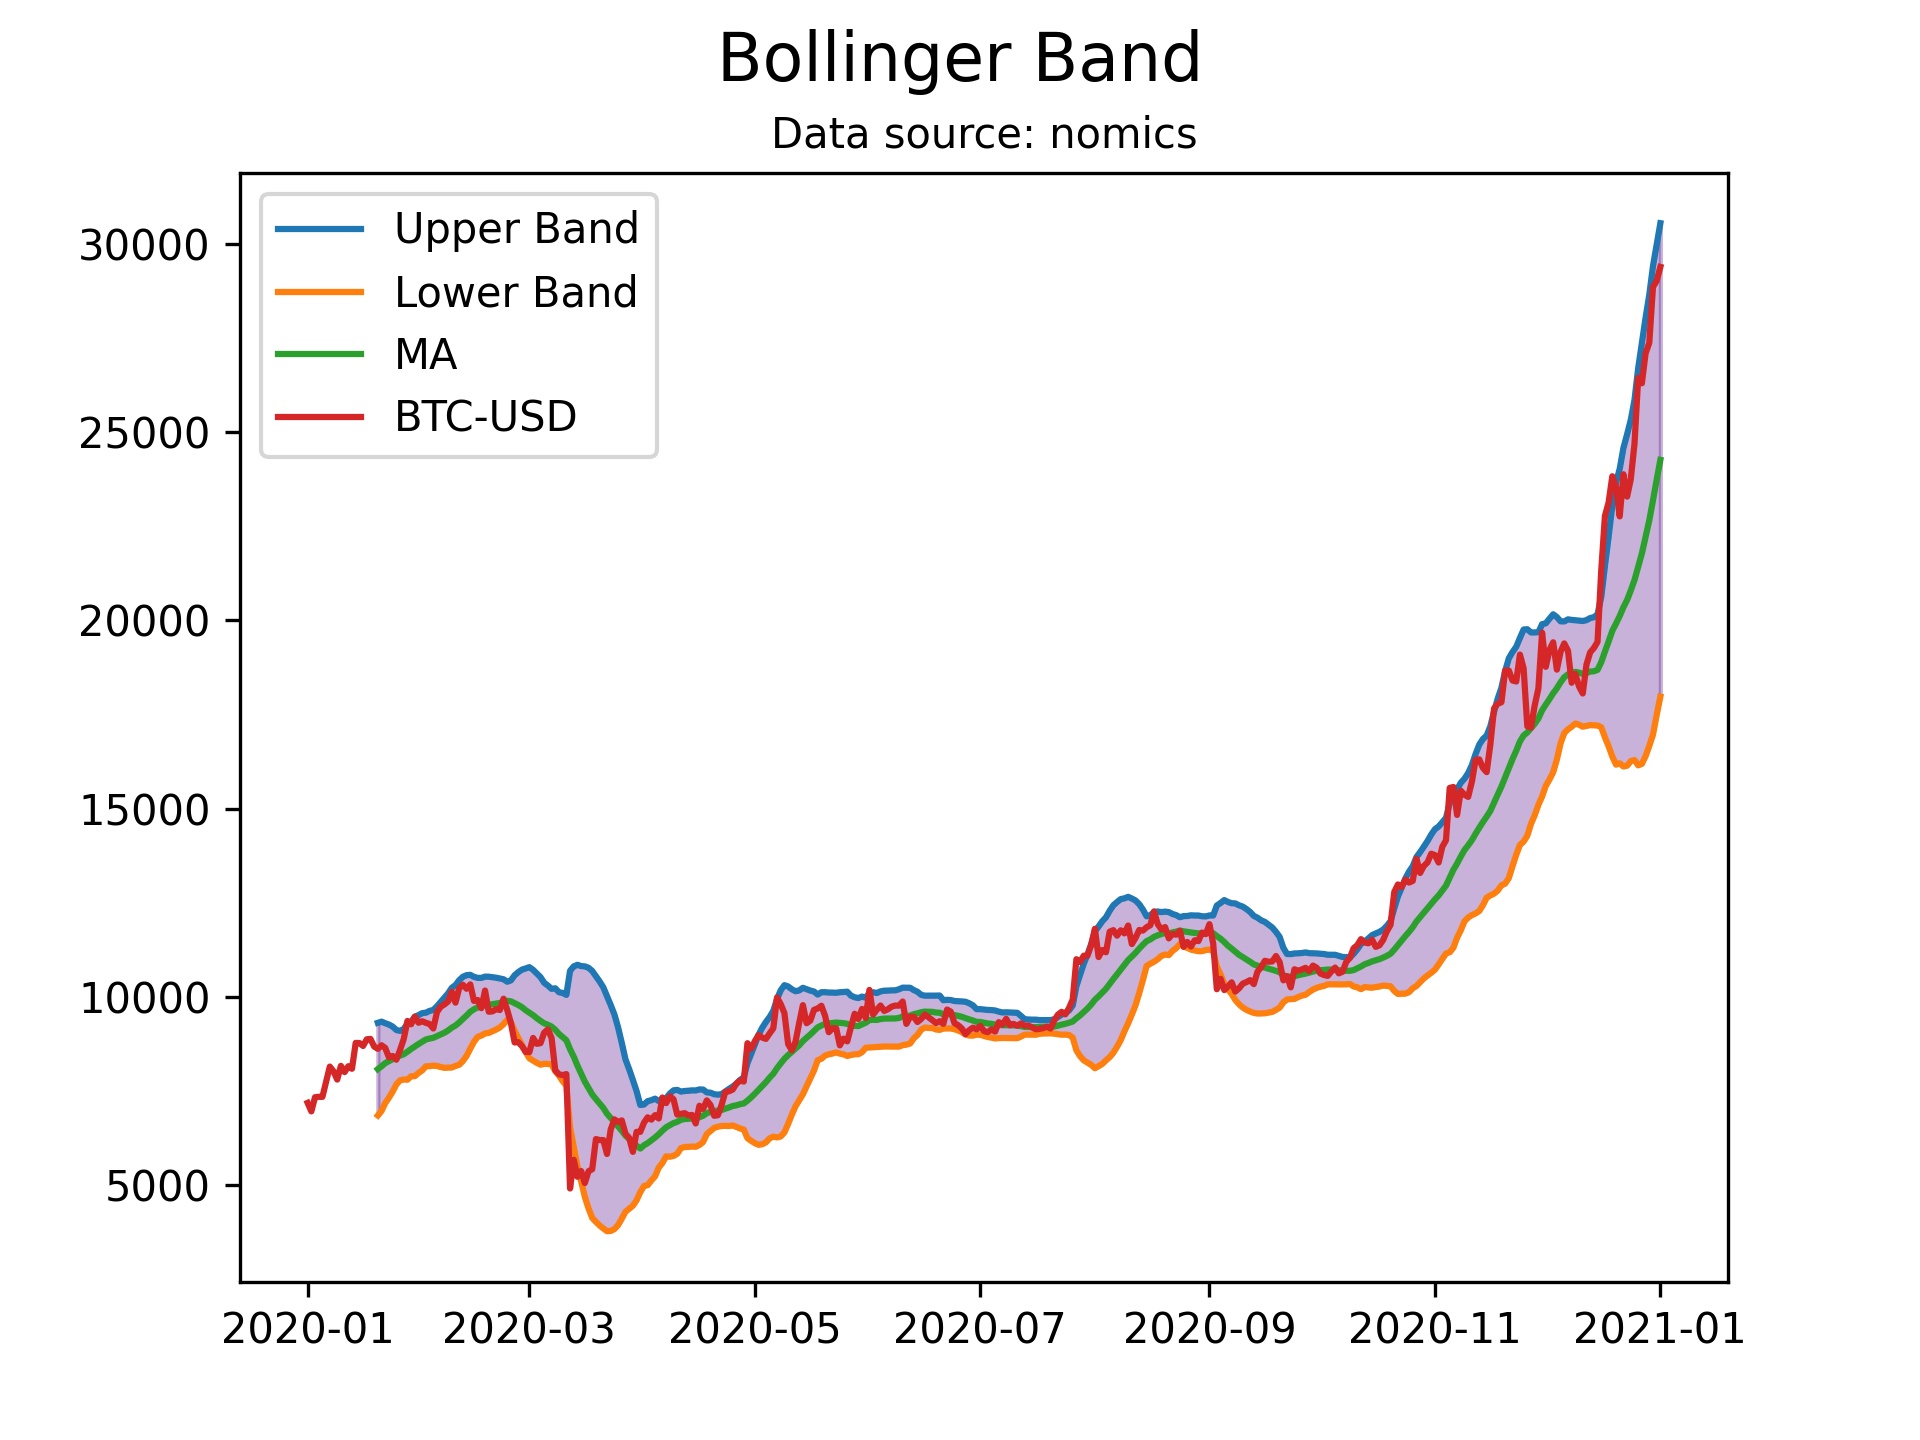 Bollinger Band
Data source: nomics
Upper Band
Lower Band
MA
BTC-USD
30000
25000
20000
15000
10000
5000
2020-01 2020-03 2020-05 2020-07 2020-09 2020-11 2021-01